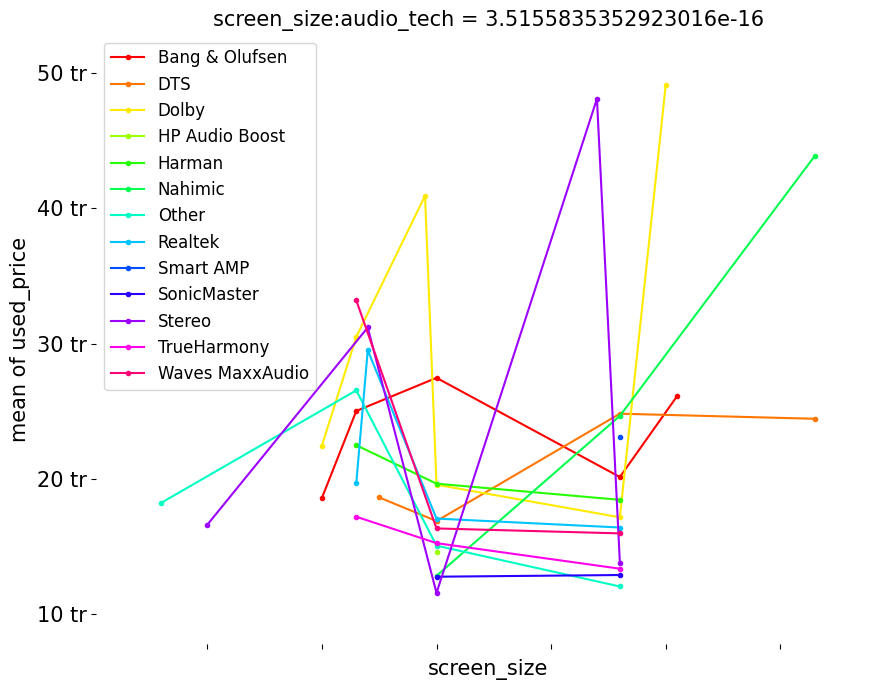 screen_size:audio_tech = 3.5155835352923016e-16
50 tr
40 tr
30 tr
20 tr
10 tr
mean of used_price
Bang & Olufsen
DTS
Dolby
HP Audio Boost
Harman
Nahimic
Other
Realtek
Smart AMP
SonicMaster
Stereo
TrueHarmony
Waves MaxxAudio
screen_size